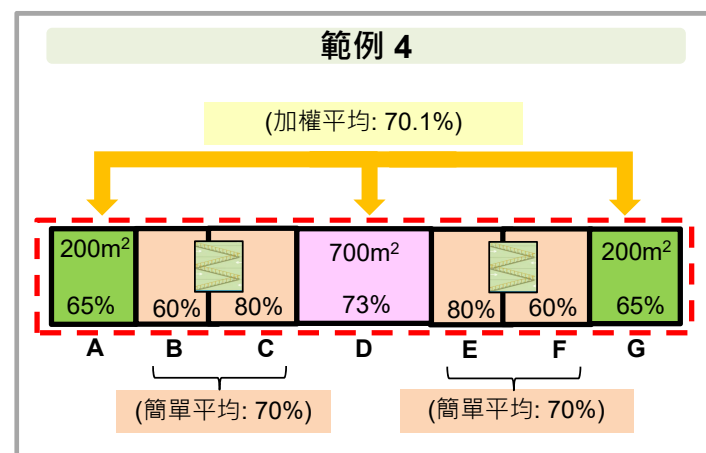 範例 4
(加權平均: 70.1%)
200m² 700m² 200m²
65% 60% 80% 73% 80% 60% 65%
A B C D E F G
(簡單平均: 70%) (簡單平均: 70%)